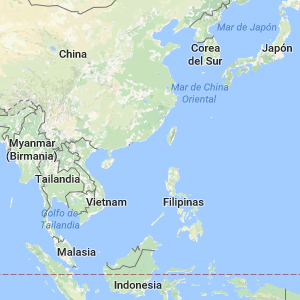 Mar de Japón
China
Corea
del Sur
Japón
Mar de China
Oriental
Myanmar
(Birmania)
Tailandia
Vietnam
Filipinas
Golfo de
Tailandia
Malasia
Indonesia